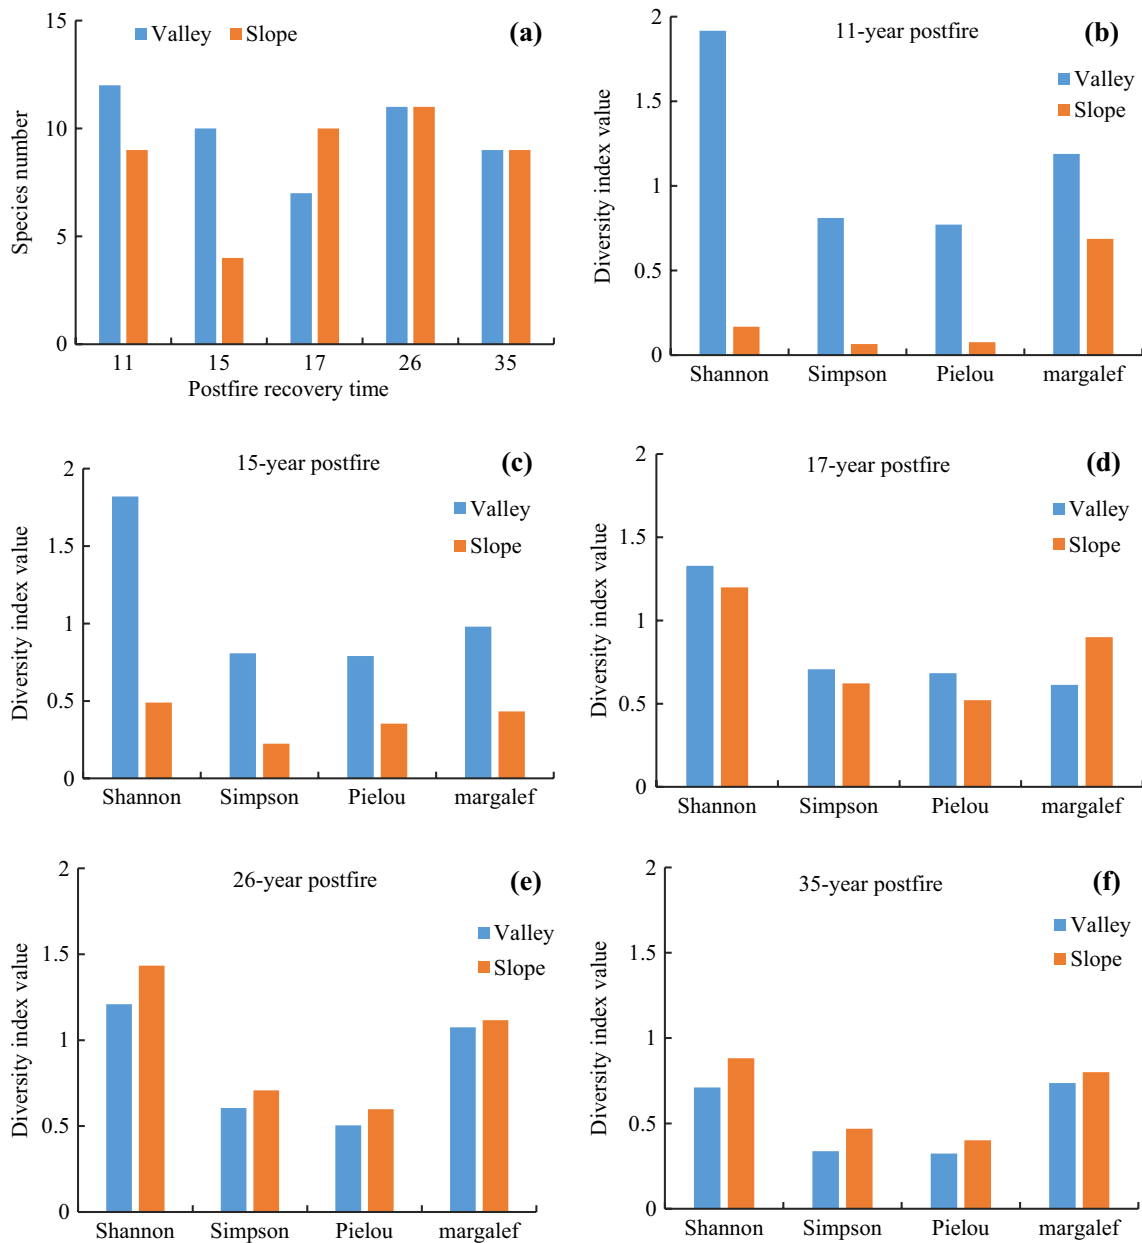 Valley Slope (a)
15
10
5
0
Species number
11 15 17 26 35
Postfire recovery time
11-year postfire (b)
Valley
Slope
2
1.5
1
0.5
0
Diversity index value
Shannon Simpson Pielou margalef
15-year postfire (c)
Valley
Slope
2
1.5
1
0.5
0
Diversity index value
Shannon Simpson Pielou margalef
17-year postfire (d)
Valley
Slope
2
1.5
1
0.5
0
Diversity index value
Shannon Simpson Pielou margalef
26-year postfire (e)
Valley
Slope
2
1.5
1
0.5
0
Diversity index value
Shannon Simpson Pielou margalef
35-year postfire (f)
Valley
Slope
2
1.5
1
0.5
0
Diversity index value
Shannon Simpson Pielou margalef